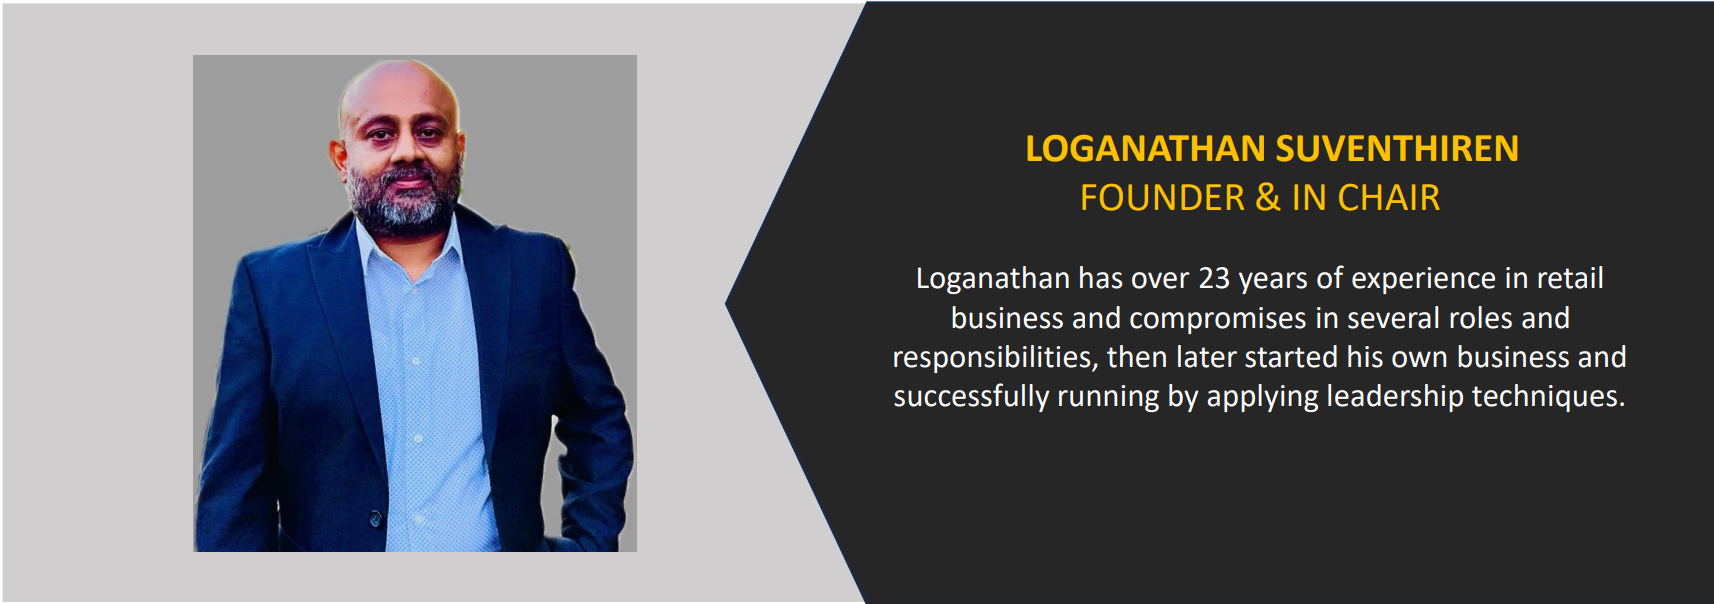 LOGANATHAN SUVENTHIREN
FOUNDER & IN CHAIR
Loganathan has over 23 years of experience in retail
business and compromises in several roles and
responsibilities, then later started his own business and
successfully running by applying leadership techniques.